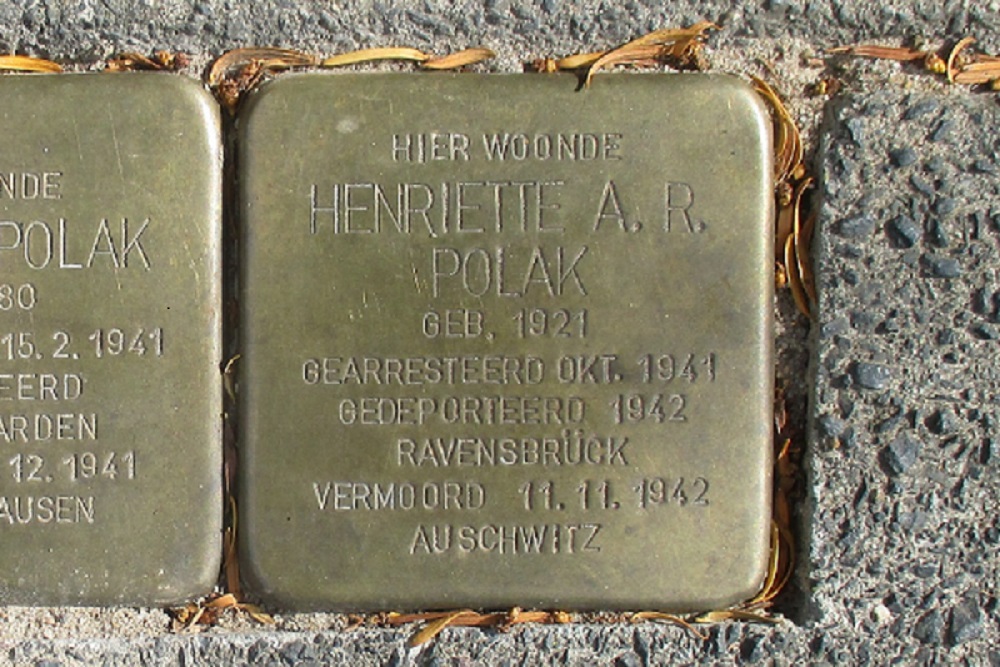 NDE
POLAK
80
15.2.1941
EERD
ARDEN
12.1941
AUSEN
HIER WOONDE
HENRIETTE A. R.
POLAK
GEB. 1921
GEARRESTEERD OKT. 1941
GEDEPORTEERD 1942
RAVENSBRÜCK
VERMOORD 11.11.1942
AUSCHWITZ